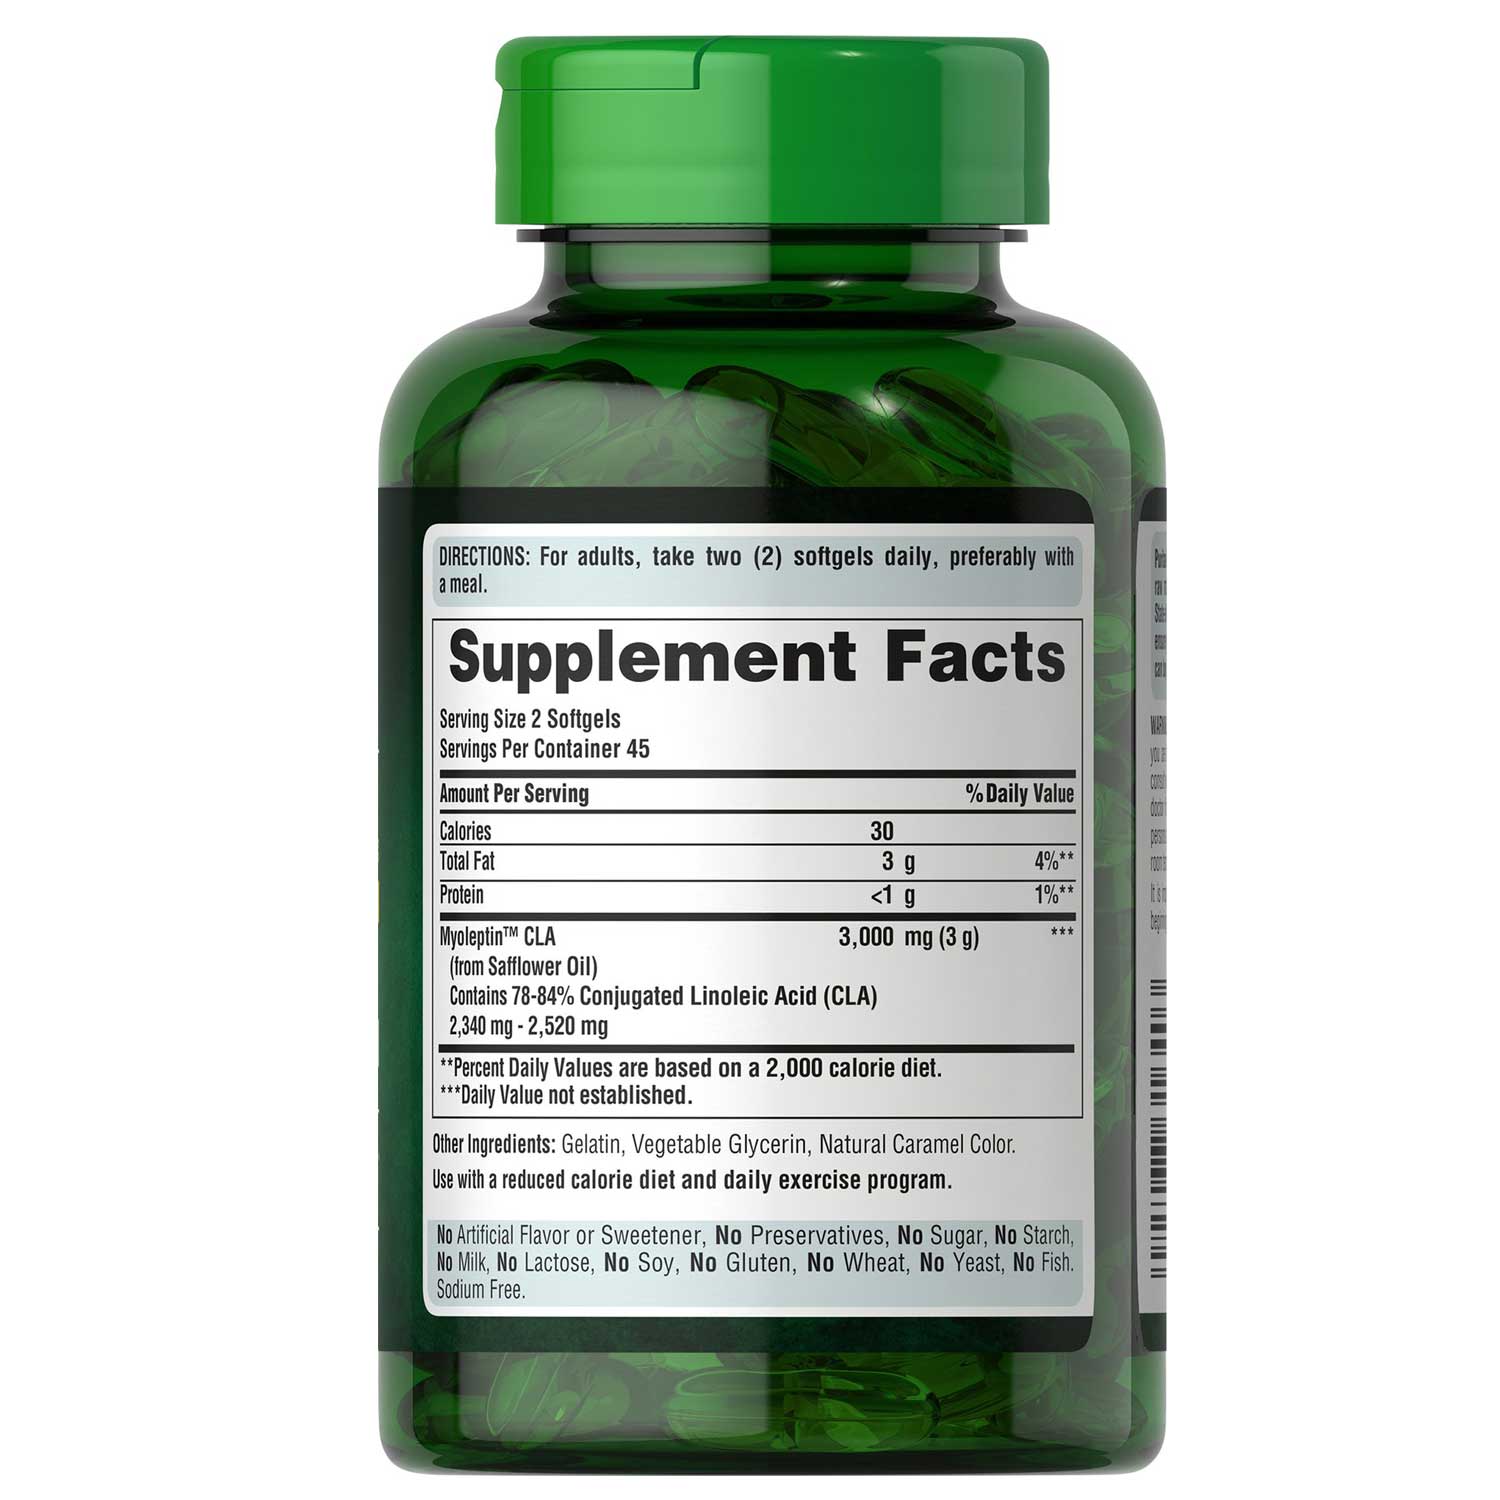 DIRECTIONS: For adults, take two (2) softgels daily, preferably with
a meal.
Supplement Facts
Serving Size 2 Softgels
Servings Per Container 45
Amount Per Serving % Daily Value
Calories 30
Total Fat 3 g 4%**
Protein <1 g 1%**
Myoleptin™ CLA 3,000 mg (3 g) ***
(from Safflower Oil)
Contains 78-84% Conjugated Linoleic Acid (CLA)
2,340 mg - 2,520 mg
**Percent Daily Values are based on a 2,000 calorie diet.
***Daily Value not established.
Other Ingredients: Gelatin, Vegetable Glycerin, Natural Caramel Color.
Use with a reduced calorie diet and daily exercise program.
No Artificial Flavor or Sweetener, No Preservatives, No Sugar, No Starch,
No Milk, No Lactose, No Soy, No Gluten, No Wheat, No Yeast, No Fish.
Sodium Free.
you
It is